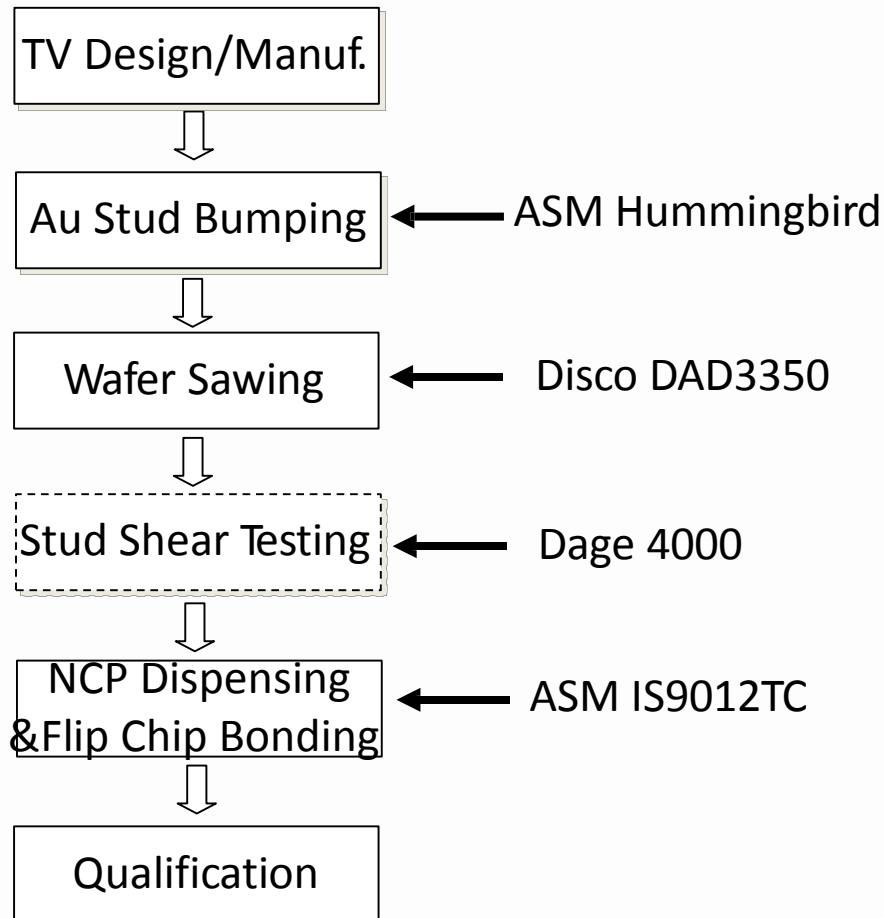 TV Design/Manuf.
Au Stud Bumping
ASM Hummingbird
Wafer Sawing
Disco DAD3350
Stud Shear Testing
Dage 4000
NCP Dispensing
&Flip Chip Bonding
ASM IS9012TC
Qualification